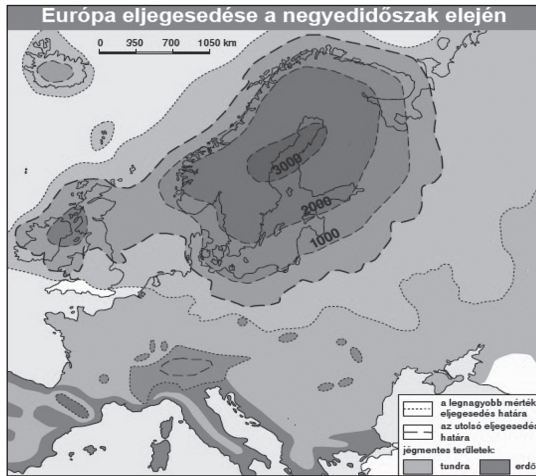 Európa eljegesedése a negyedidőszak elején
0 350 700 1050 km
3000
2000
1000
a legnagyobb mérték
eljegesedés határa
az utolsó eljegesedés
határa
jégmentes területek:
tundra erdő